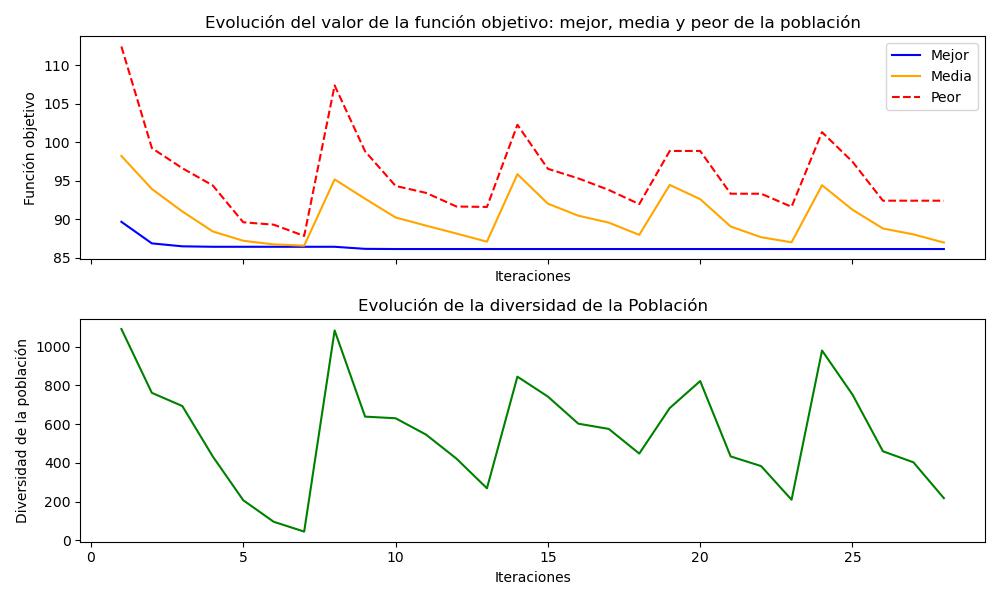 Evolución del valor de la función objetivo: mejor, media y peor de la población
Función objetivo
110
105
100
95
90
85
Mejor
Media
Peor
Iteraciones
Evolución de la diversidad de la Población
Diversidad de la población
1000
800
600
400
200
0
0 5 10 15 20 25
Iteraciones